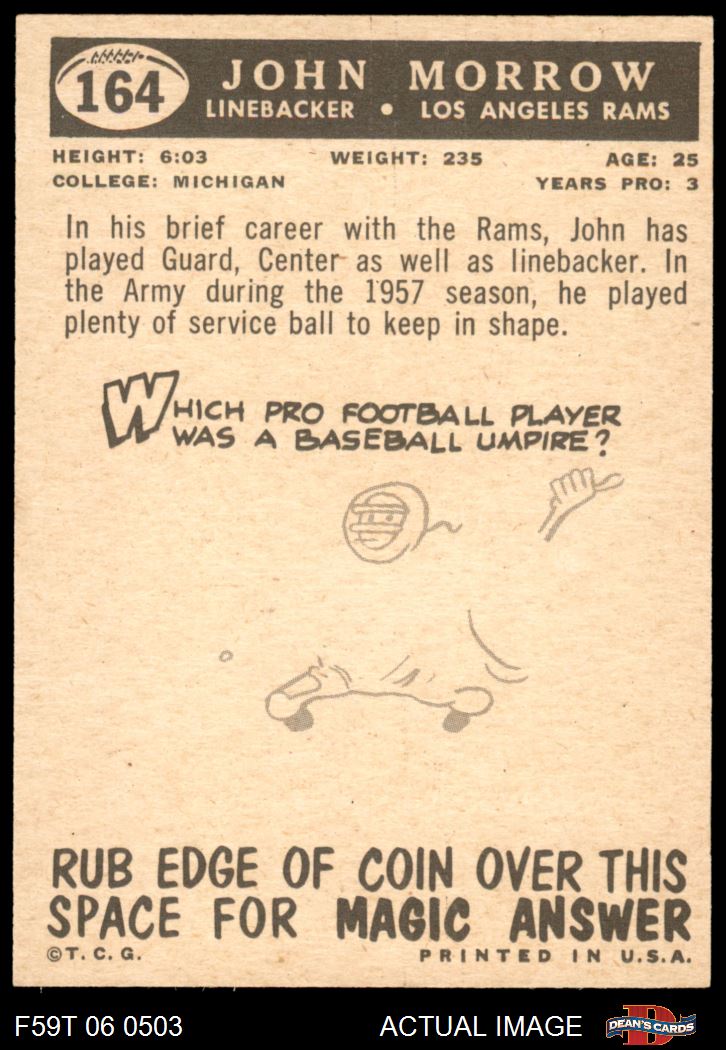 164
JOHN MORROW
LINEBACKER • LOS ANGELES RAMS
HEIGHT: 6:03 WEIGHT: 235 AGE: 25
COLLEGE: MICHIGAN YEARS PRO: 3
In his brief career with the Rams, John has
played Guard, Center as well as linebacker. In
the Army during the 1957 season, he played
plenty of service ball to keep in shape.
WHICH PRO FOOTBALL PLAYER
WAS A BASEBALL UMPIRE?
RUB EDGE OF COIN OVER THIS
SPACE FOR MAGIC ANSWER
©T. C. G. PRINTED IN U.S.A.
F59T 06 0503 ACTUAL IMAGE D DEAN'S CARDS